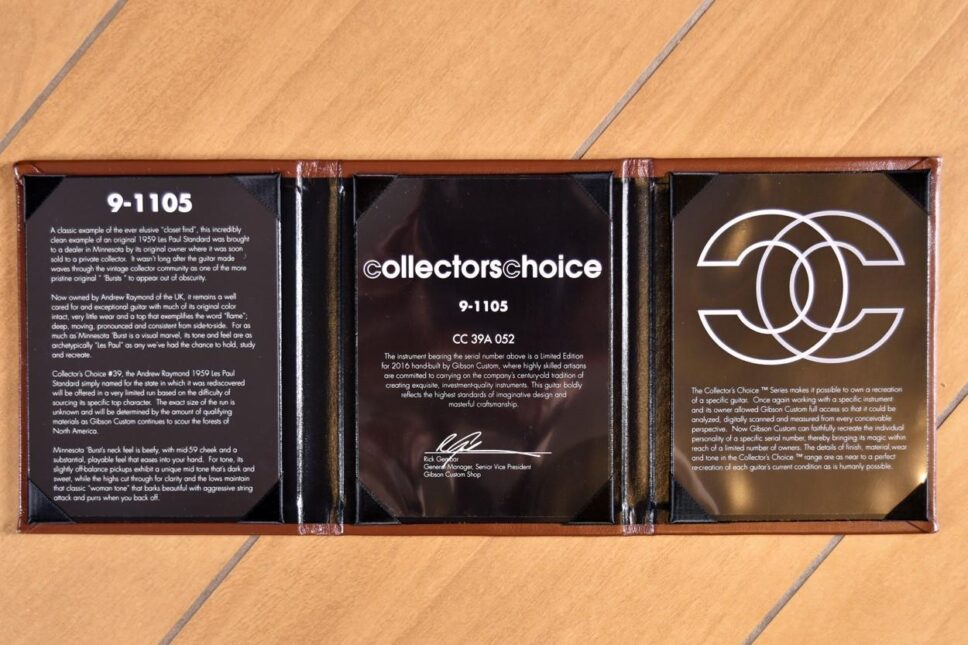 9-1105
A classic example of the ever elusive "closet find", this incredibly
clean example of an original 1959 Les Paul Standard was brought
to a dealer in Minnesota by its original owner where it was soon
sold to a private collector. It wasn't long after the guitar made
waves through the vintage collector community as one of the more
pristine original " 'Bursts " to appear out of obscurity.
Now owned by Andrew Raymond of the UK, it remains a well
cared for and exceptional guitar with much of its original color
intact, very little wear and a top that exemplifies the word "flame";
deep, moving, pronounced and consistent from side-to-side. For as
much as Minnesota 'Burst is a visual marvel, its tone and feel are as
archetypically "Les Paul" as any we've had the chance to hold, study
and recreate.
Collector's Choice #39, the Andrew Raymond 1959 Les Paul
Standard simply named for the state in which it was rediscovered
will be offered in a very limited run based on the difficulty of
sourcing its specific top character. The exact size of the run is
unknown and will be determined by the amount of qualifying
materials as Gibson Custom continues to scour the forests of
North America.
Minnesota 'Burst's neck feel is beefy, with mid-59 cheek and a
substantial, playable feel that eases into your hand. For tone, its
slightly off-balance pickups exhibit a unique mid tone that's dark and
sweet, while the highs cut through for clarity and the lows maintain
that classic "woman tone" that barks beautiful with aggressive string
attack and purrs when you back off.
collectorschoice
9-1105
CC 39A 052
The instrument bearing the serial number above is a Limited Edition
for 2016 hand-built by Gibson Custom, where highly skilled artisans
are committed to carrying on the company's century-old tradition of
creating exquisite, investment-quality instruments. This guitar boldly
reflects the highest standards of imaginative design and
masterful craftsmanship.
Rick Gembar
General Manager, Senior Vice President
Gibson Custom Shop
The Collector's Choice ™ Series makes it possible to own a recreation
of a specific guitar. Once again working with a specific instrument
and its owner allowed Gibson Custom full access so that it could be
analyzed, digitally scanned and measured from every conceivable
perspective. Now Gibson Custom can faithfully recreate the individual
personality of a specific serial number, thereby bringing its magic within
reach of a limited number of owners. The details of finish, material,wear
and tone in the Collector's Choice ™ range are as near to a perfect
re-creation of each guitar's current condition as is humanly possible.